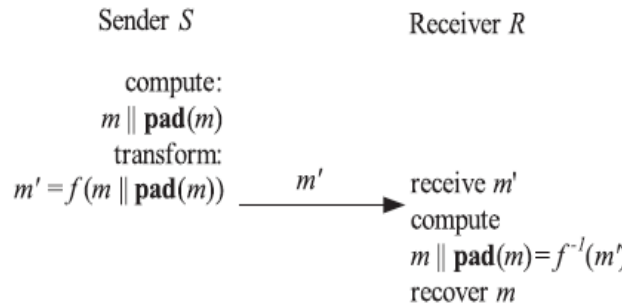 Sender S
Receiver R
compute:
m || pad(m)
transform:
m' = f (m || pad(m))
m'
receive m'
compute
m || pad(m)=f⁻¹(m')
recover m